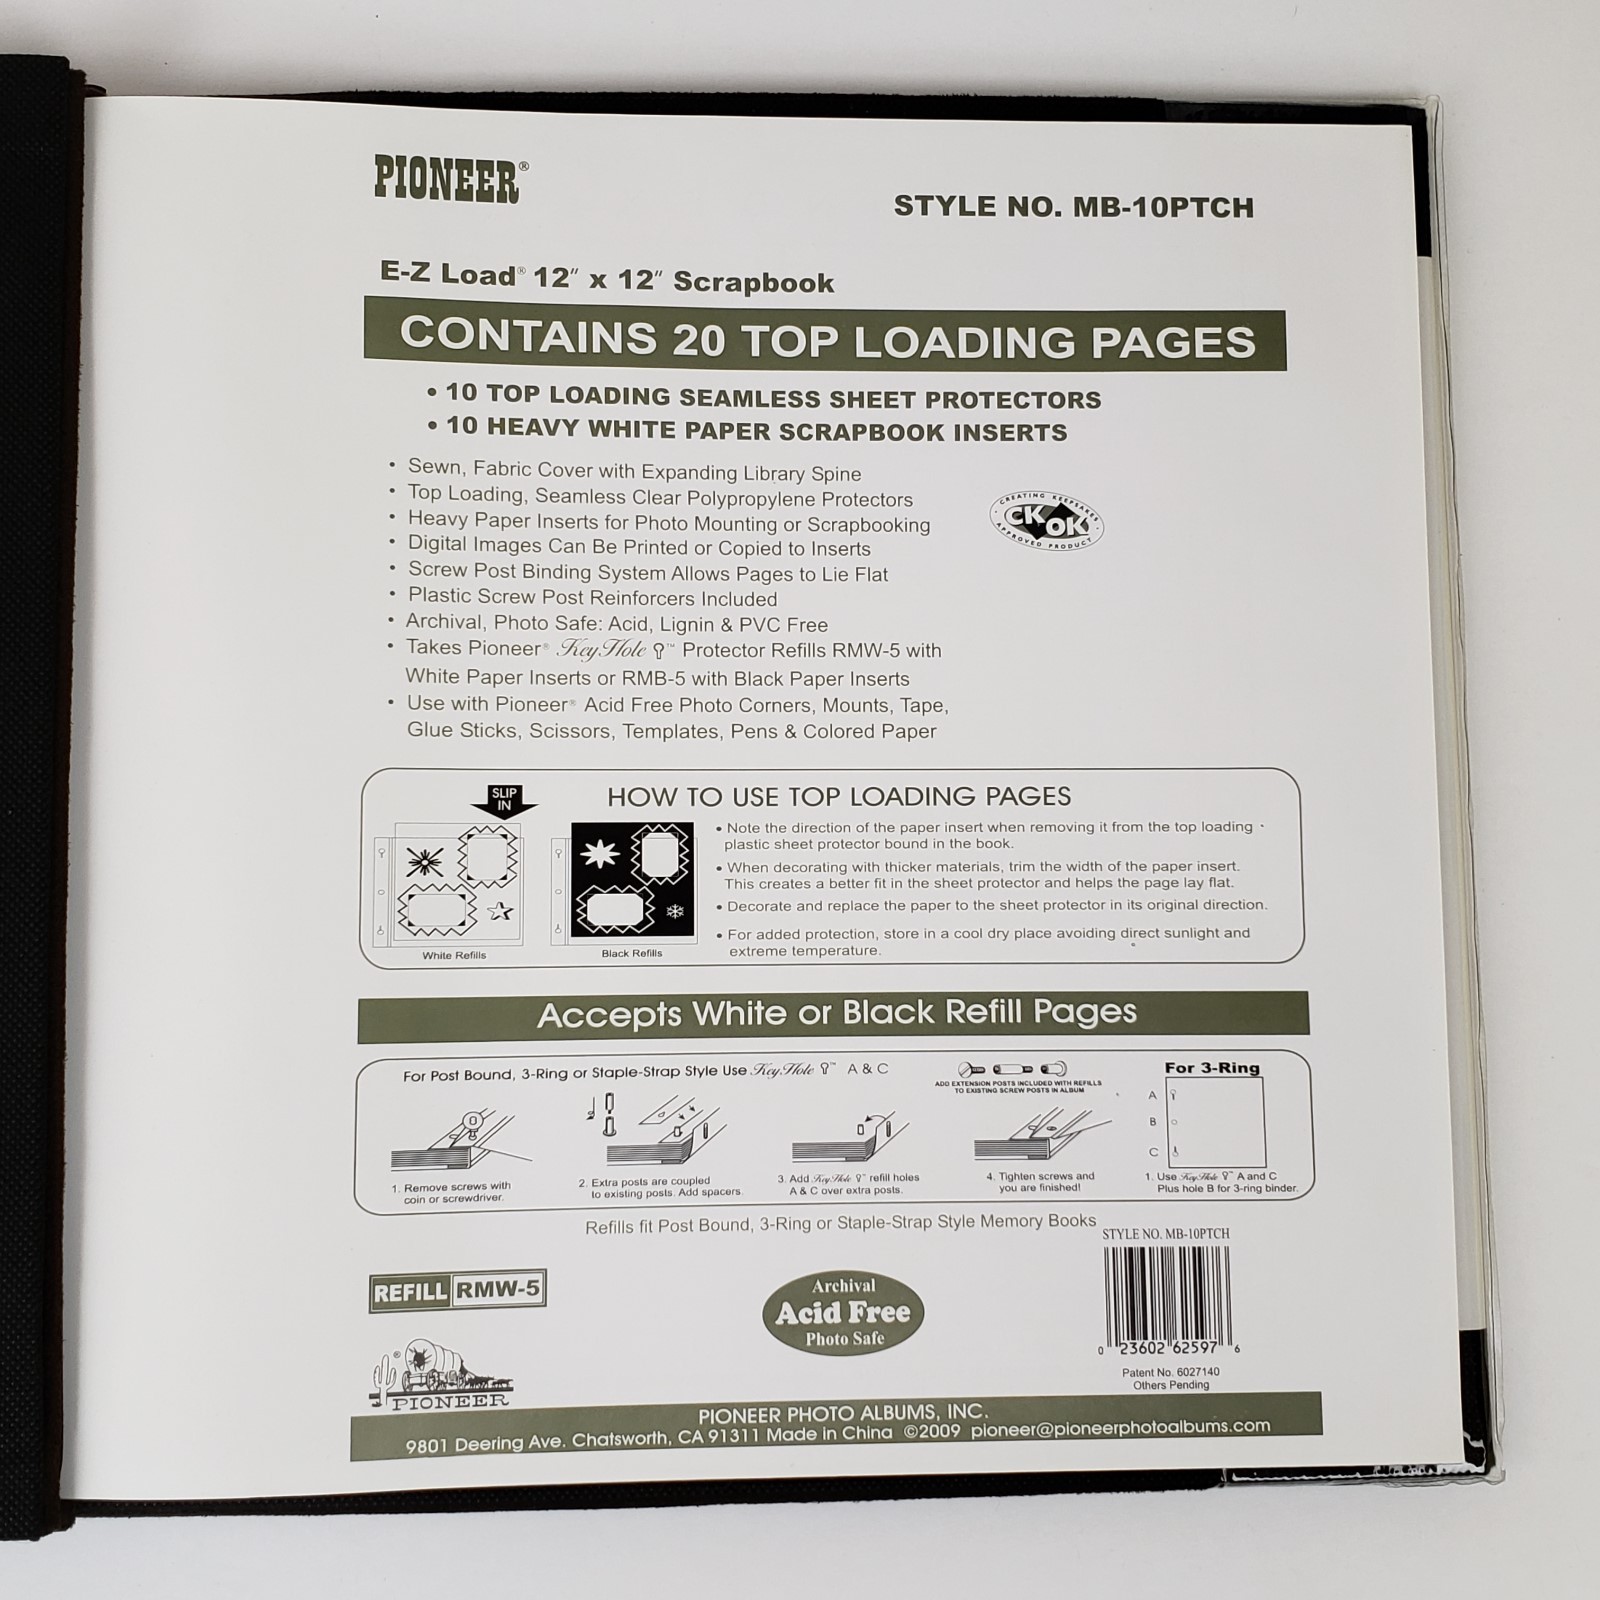 PIONEER®
STYLE NO. MB-10PTCH
E-Z Load® 12" x 12" Scrapbook
CONTAINS 20 TOP LOADING PAGES
• 10 TOP LOADING SEAMLESS SHEET PROTECTORS
• 10 HEAVY WHITE PAPER SCRAPBOOK INSERTS
• Sewn, Fabric Cover with Expanding Library Spine
• Top Loading, Seamless Clear Polypropylene Protectors
• Heavy Paper Inserts for Photo Mounting or Scrapbooking
• Digital Images Can Be Printed or Copied to Inserts
• Screw Post Binding System Allows Pages to Lie Flat
• Plastic Screw Post Reinforcers Included
• Archival, Photo Safe: Acid, Lignin & PVC Free
• Takes Pioneer® KeyHole ™ Protector Refills RMW-5 with
White Paper Inserts or RMB-5 with Black Paper Inserts
• Use with Pioneer® Acid Free Photo Corners, Mounts, Tape,
Glue Sticks, Scissors, Templates, Pens & Colored Paper
CREATING KEEPSAKES
CK OK
APPROVED PRODUCT
SLIP
IN
White Refills
Black Refills
HOW TO USE TOP LOADING PAGES
• Note the direction of the paper insert when removing it from the top loading
plastic sheet protector bound in the book.
• When decorating with thicker materials, trim the width of the paper insert.
This creates a better fit in the sheet protector and helps the page lay flat.
• Decorate and replace the paper to the sheet protector in its original direction.
• For added protection, store in a cool dry place avoiding direct sunlight and
extreme temperature.
Accepts White or Black Refill Pages
For Post Bound, 3-Ring or Staple-Strap Style Use KeyHole ™ A & C
ADD EXTENSION POSTS INCLUDED WITH REFILLS
TO EXISTING SCREW POSTS IN ALBUM
For 3-Ring
A
B
C
1. Remove screws with
coin or screwdriver.
2. Extra posts are coupled
to existing posts. Add spacers.
3. Add KeyHole ™ refill holes
A & C over extra posts.
4. Tighten screws and
you are finished!
1. Use KeyHole ™ A and C
Plus hole B for 3-ring binder.
Refills fit Post Bound, 3-Ring or Staple-Strap Style Memory Books
STYLE NO. MB-10PTCH
0 23602 62597 6
Patent No. 6027140
Others Pending
REFILL RMW-5
Archival
Acid Free
Photo Safe
®
PIONEER
PIONEER PHOTO ALBUMS, INC.
9801 Deering Ave. Chatsworth, CA 91311 Made in China ©2009 pioneer@pioneerphotoalbums.com